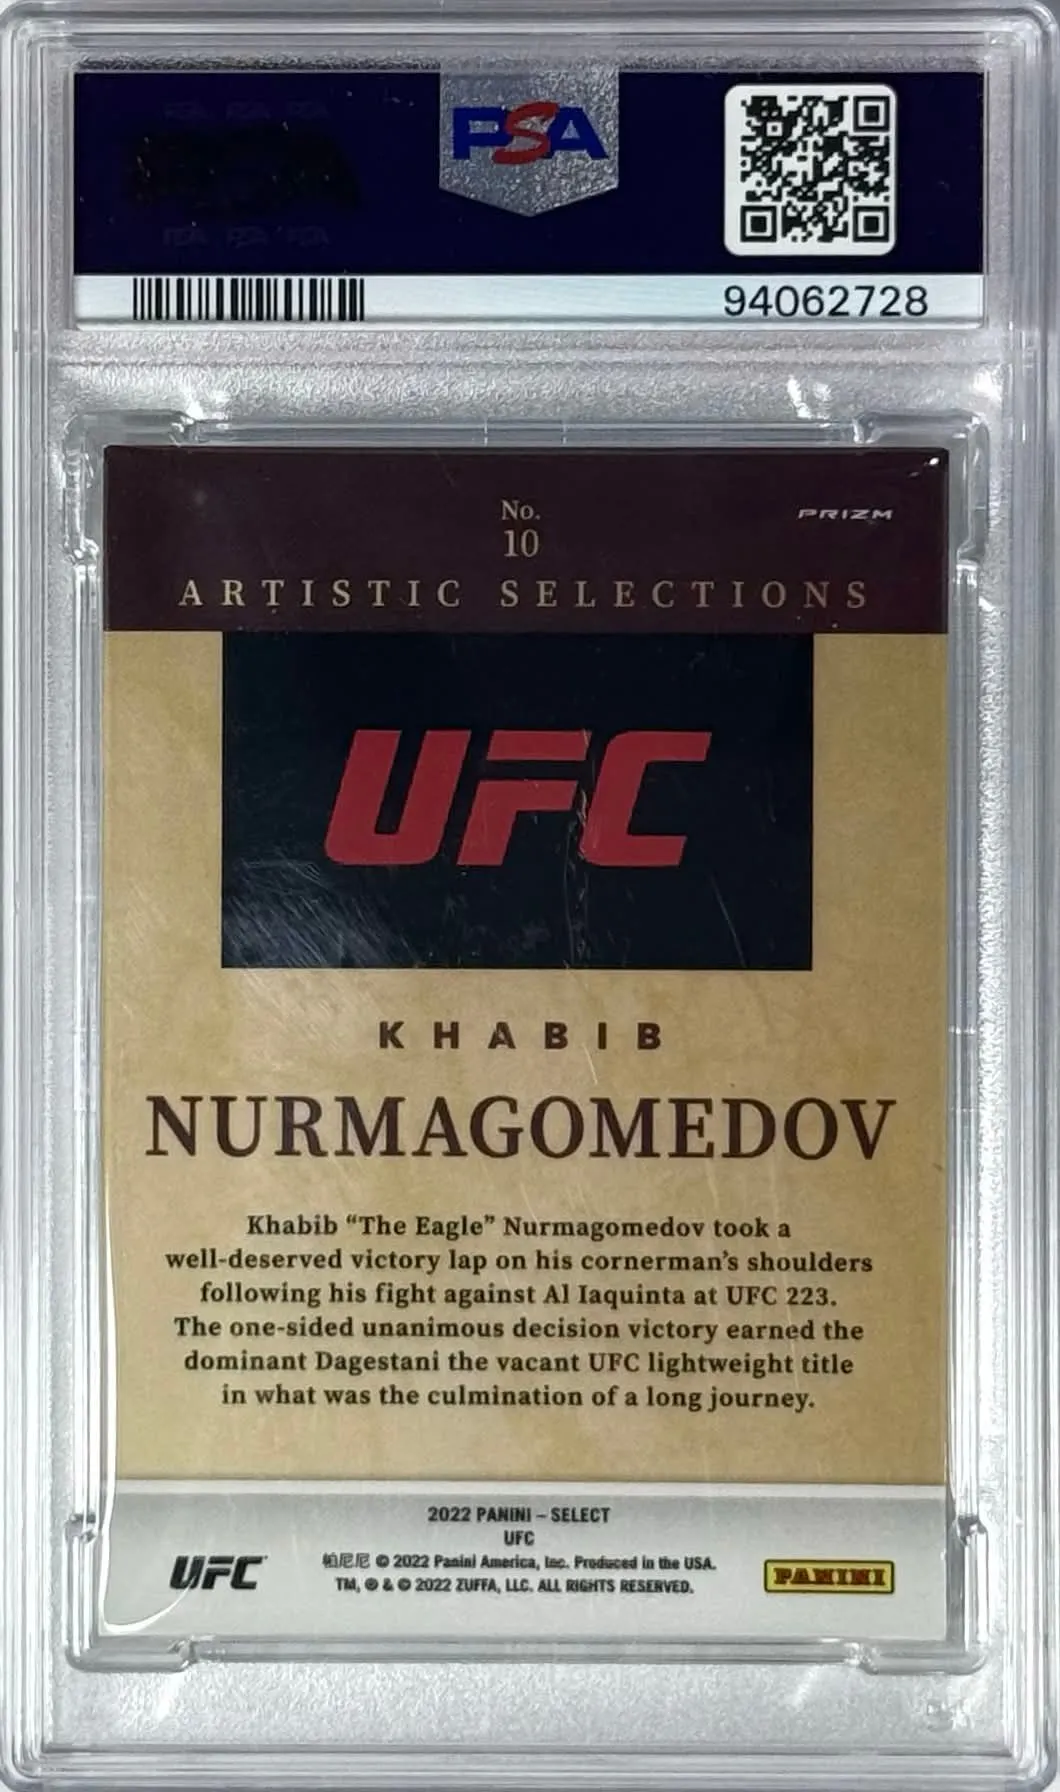 PSA
94062728
No.
10
PRIZM
ARTISTIC SELECTIONS
UFC
KHABIB
NURMAGOMEDOV
Khabib “The Eagle” Nurmagomedov took a
well-deserved victory lap on his cornerman’s shoulders
following his fight against Al Iaquinta at UFC 223.
The one-sided unanimous decision victory earned the
dominant Dagestani the vacant UFC lightweight title
in what was the culmination of a long journey.
2022 PANINI – SELECT
UFC
UFC
帕尼尼 © 2022 Panini America, Inc. Produced in the USA.
TM, ® & © 2022 ZUFFA, LLC. ALL RIGHTS RESERVED.
PANINI